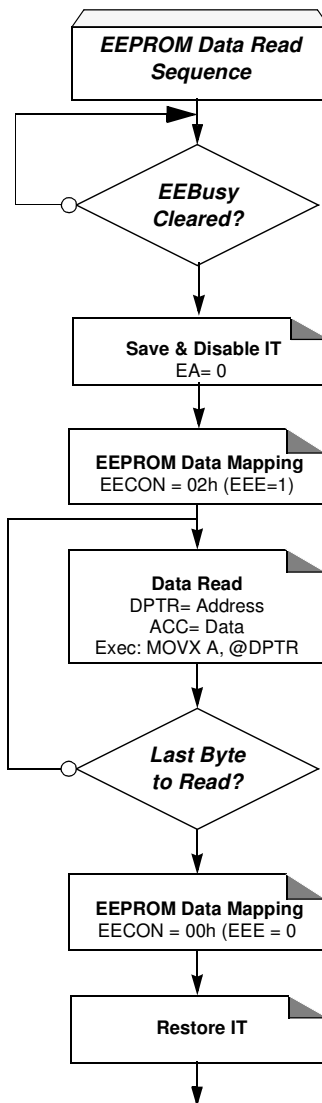 EEPROM Data Read
Sequence
EEBusy
Cleared?
Save & Disable IT
EA= 0
EEPROM Data Mapping
EECON = 02h (EEE=1)
Data Read
DPTR= Address
ACC= Data
Exec: MOVX A, @DPTR
Last Byte
to Read?
EEPROM Data Mapping
EECON = 00h (EEE = 0
Restore IT